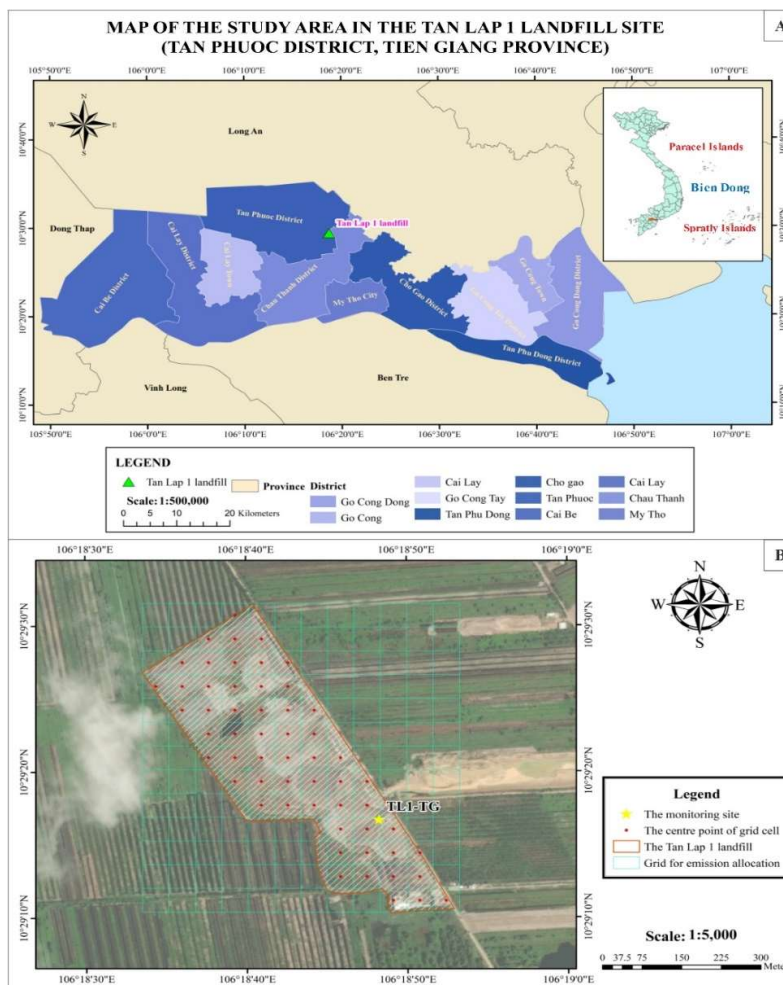 MAP OF THE STUDY AREA IN THE TAN LAP 1 LANDFILL SITE
(TAN PHUOC DISTRICT, TIEN GIANG PROVINCE)
A
105°50'0"E 106°0'0"E 106°10'0"E 106°20'0"E 106°30'0"E 106°40'0"E 106°50'0"E 107°0'0"E
N
W E
S
Long An
Paracel Islands
Bien Dong
Spratly Islands
10°40'0"N
10°30'0"N
10°20'0"N
10°10'0"N
Dong Thap
Tan Phuoc District
Tan Lap 1 landfill
Cai Lay District
Cai Lay Town
Cai Be District
Chau Thanh District
My Tho City
Cho Gao District
Go Cong Town
Go Cong Dong District
Tan Phu Dong District
Vinh Long
Ben Tre
105°50'0"E 106°0'0"E 106°10'0"E 106°20'0"E 106°30'0"E 106°40'0"E 106°50'0"E 107°0'0"E
LEGEND
Tan Lap 1 landfill
Province
District
Go Cong Dong
Go Cong
Cai Lay
Go Cong Tay
Tan Phu Dong
Cho gao
Tan Phuoc
Cai Be
Cai Lay
Chau Thanh
My Tho
Scale: 1:500,000
0 5 10 20 Kilometers
B
106°18'30"E 106°18'40"E 106°18'50"E 106°19'0"E
N
W E
S
10°29'30"N 10°29'30"N
10°29'20"N 10°29'20"N
10°29'10"N 10°29'10"N
TL1-TG
Legend
The monitoring site
The centre point of grid cell
The Tan Lap 1 landfill
Grid for emission allocation
Scale: 1:5,000
0 37.5 75 150 225 300
106°18'30"E 106°18'40"E 106°18'50"E 106°19'0"E